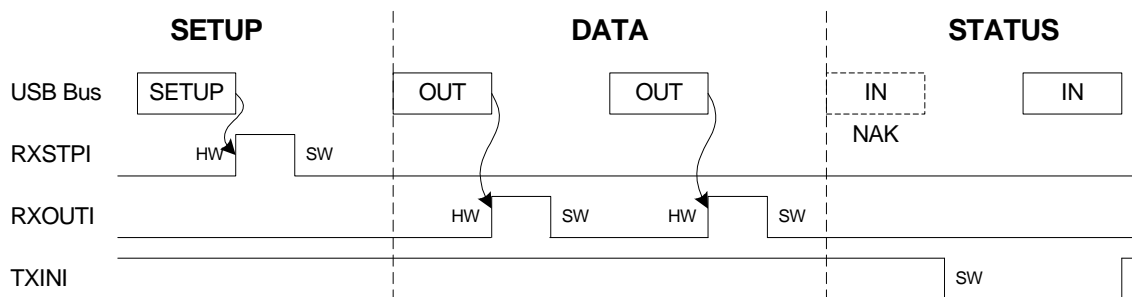 SETUP DATA STATUS
USB Bus SETUP OUT OUT IN IN
NAK
RXSTPI HW SW
RXOUTI HW SW HW SW
TXINI SW